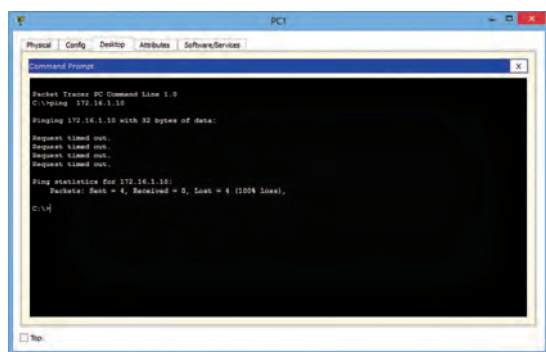 PC1
Physical Config Desktop Attributes Software/Services
Command Prompt
X
Packet Tracer PC Command Line 1.0
C:\>ping 172.16.1.10
Pinging 172.16.1.10 with 32 bytes of data:
Request timed out.
Request timed out.
Request timed out.
Request timed out.
Ping statistics for 172.16.1.10:
Packets: Sent = 4, Received = 0, Lost = 4 (100% loss),
C:\>
Top